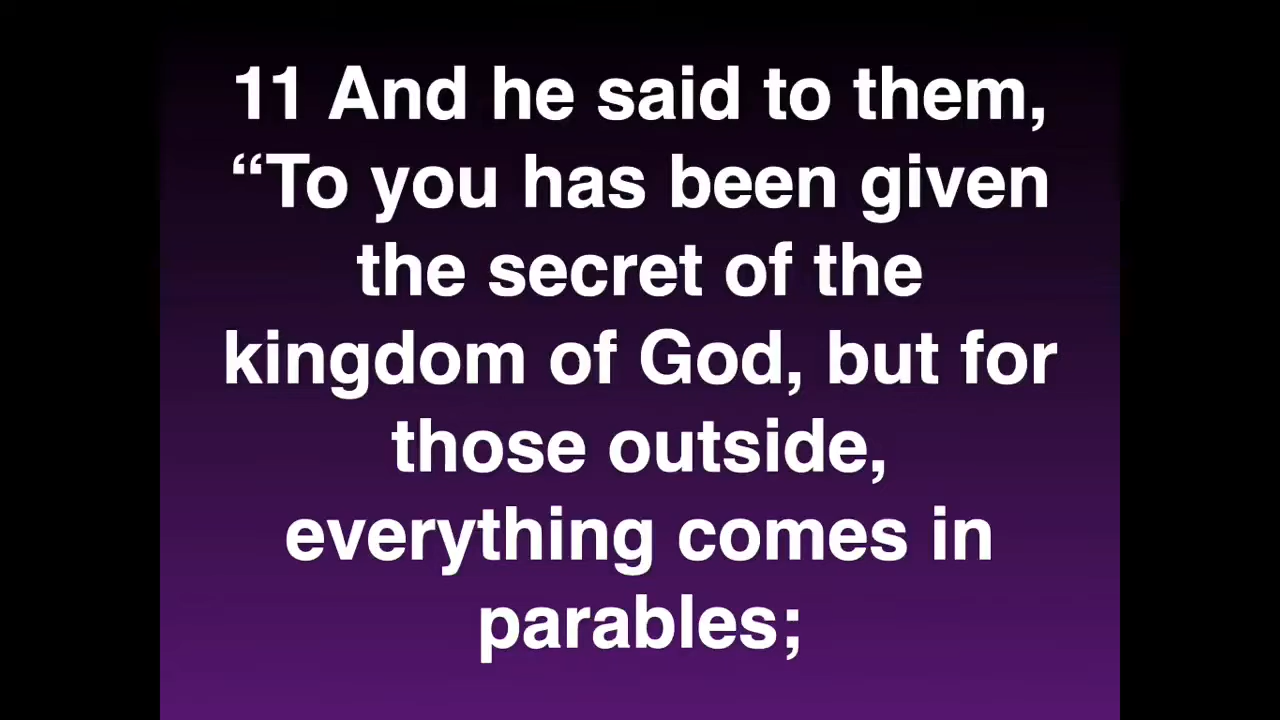 11 And he said to them,
“To you has been given
the secret of the
kingdom of God, but for
those outside,
everything comes in
parables;